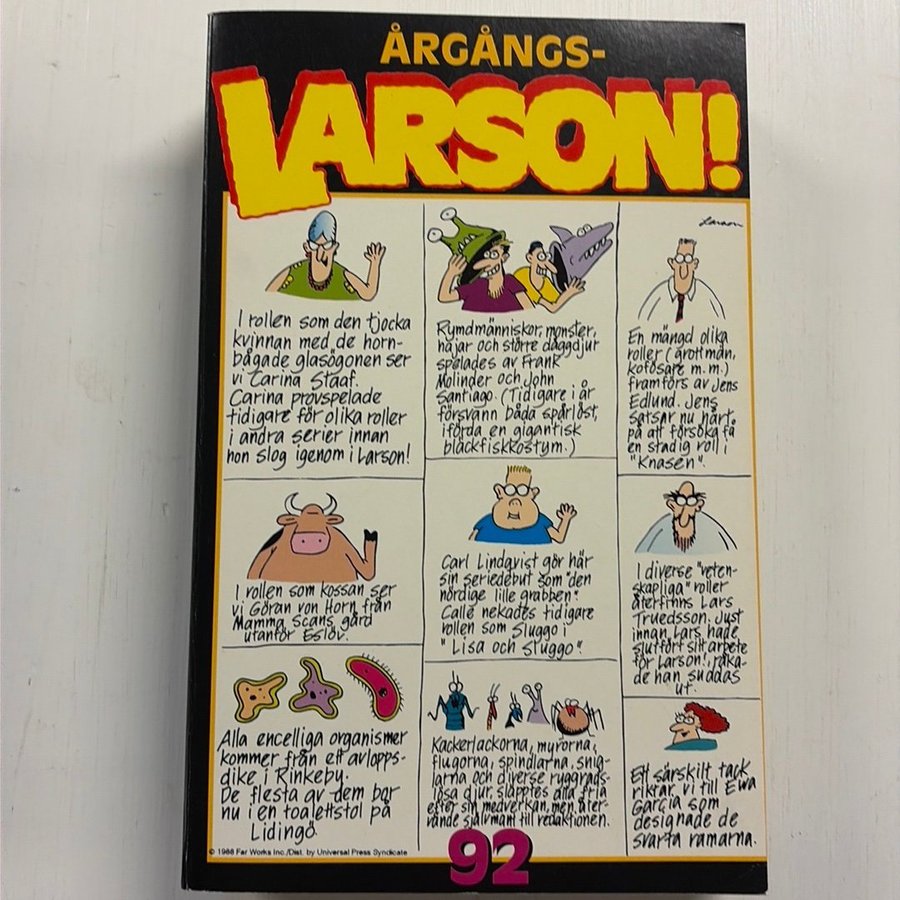 ÅRGÅNGS-
LARSON!
I rollen som den tjocka
kvinnan med de horn-
bågade glasögonen ser
vi Carina Staaf.
Carina provspelade
tidigare för olika roller
i andra serier innan
hon slog igenom i Larson!
Rymdmänniskor, monster,
hajar och större däggdjur
spelades av Frank
Molinder och John
Santiago. (Tidigare i år
försvann båda spårlöst,
iförda en gigantisk
bläckfiskkostym.)
Larson
En mängd olika
roller (grottmän,
kofösare m.m.)
framförs av Jens
Edlund. Jens
satsar nu hårt
på att försöka få
en stadig roll i
"Knasen".
I rollen som kossan ser
vi Göran von Horn från
Mamma Scans gård
utanför Eslöv.
Carl Lindqvist gör här
sin seriedebut som "den
nördige lille grabben".
Calle nekades tidigare
rollen som Sluggo i
"Lisa och Sluggo"
I diverse "veten-
skapliga" roller
återfinns Lars
Truedsson. Just
innan Lars hade
slutfört sitt arbete
för Larson!, råka-
de han suddas
ut.
Alla encelliga organismer
kommer från ett avlopps-
dike i Rinkeby.
De flesta av dem bor
nu i en toalettstol på
Lidingö.
Kackerlackorna, myrorna,
flugorna, spindlarna, snig-
larna och diverse ryggrads-
lösa djur, släpptes alla fria
efter sin medverkan, men åter-
vände självmant till redaktionen.
Ett särskilt tack
riktar vi till Ewa
Garcia som
designade de
svarta ramarna.
© 1988 Far Works Inc./Dist. by Universal Press Syndicate
92